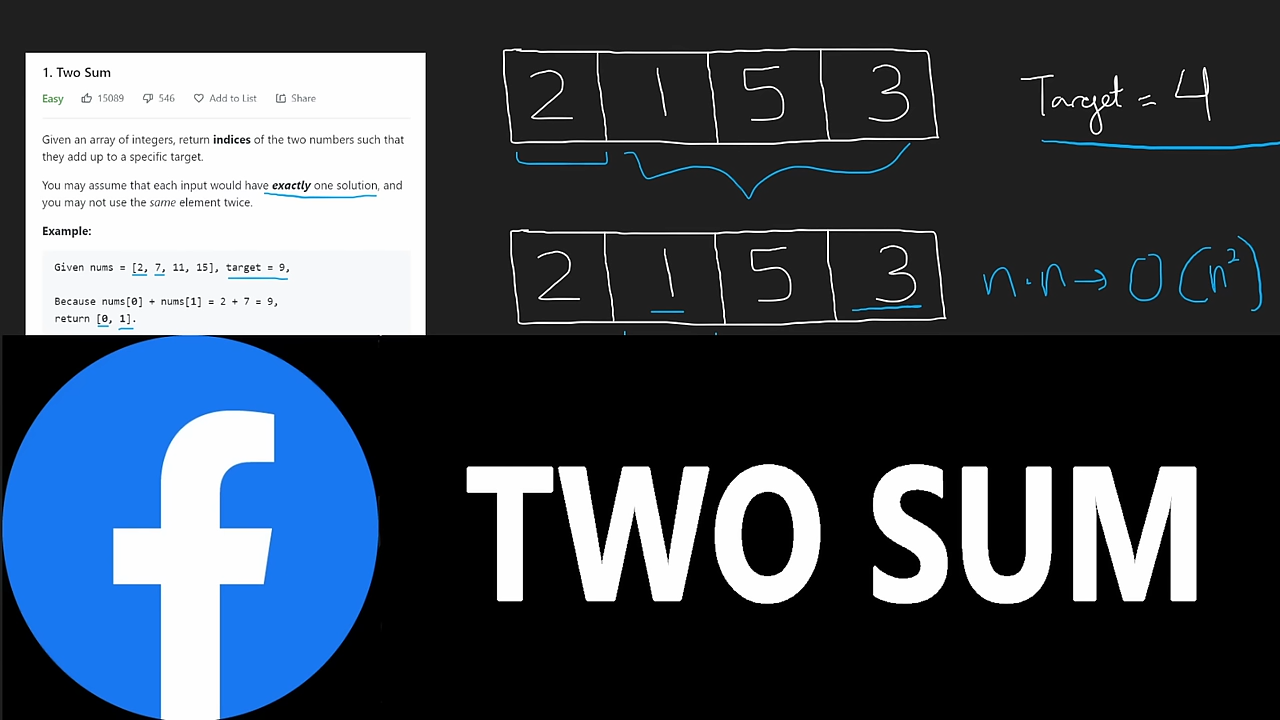 1. Two Sum
Easy 15089 546 Add to List Share
Given an array of integers, return indices of the two numbers such that
they add up to a specific target.
You may assume that each input would have exactly one solution, and
you may not use the same element twice.
Example:
Given nums = [2, 7, 11, 15], target = 9,
Because nums[0] + nums[1] = 2 + 7 = 9,
return [0, 1].
2 1 5 3
Target = 4
2 1 5 3
n·n→ O(n²)
f
TWO SUM